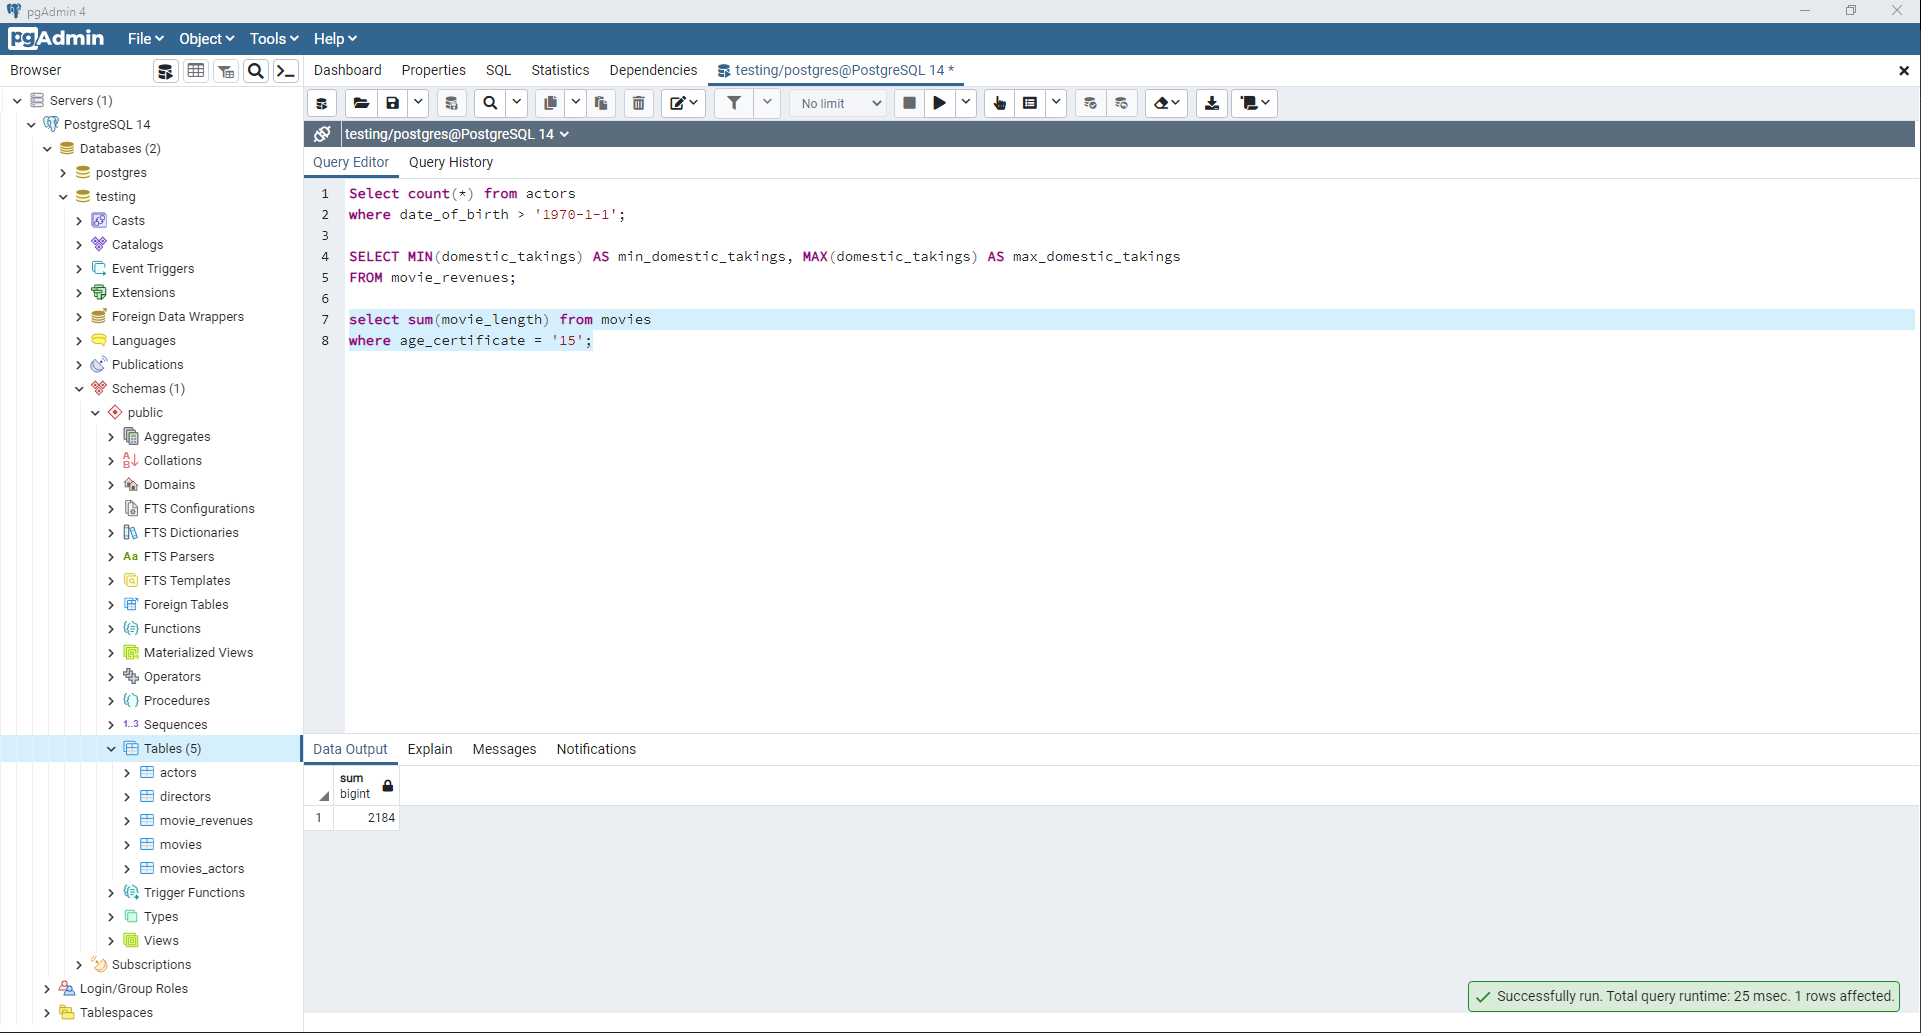 pgAdmin 4
pgAdmin File Object Tools Help
Browser
Dashboard Properties SQL Statistics Dependencies testing/postgres@PostgreSQL 14 *
No limit
testing/postgres@PostgreSQL 14
Query Editor Query History
Servers (1)
PostgreSQL 14
Databases (2)
postgres
testing
Casts
Catalogs
Event Triggers
Extensions
Foreign Data Wrappers
Languages
Publications
Schemas (1)
public
Aggregates
Collations
Domains
FTS Configurations
FTS Dictionaries
Aa FTS Parsers
FTS Templates
Foreign Tables
Functions
Materialized Views
Operators
Procedures
1..3 Sequences
Tables (5)
actors
directors
movie_revenues
movies
movies_actors
Trigger Functions
Types
Views
Subscriptions
Login/Group Roles
Tablespaces
1 Select count(*) from actors
2 where date_of_birth > '1970-1-1';
3
4 SELECT MIN(domestic_takings) AS min_domestic_takings, MAX(domestic_takings) AS max_domestic_takings
5 FROM movie_revenues;
6
7 select sum(movie_length) from movies
8 where age_certificate = '15';
Data Output Explain Messages Notifications
sum
bigint
1 2184
Successfully run. Total query runtime: 25 msec. 1 rows affected.